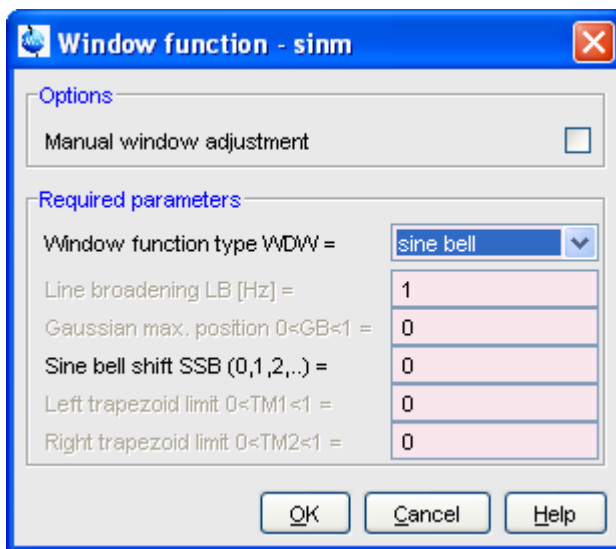 Window function - sinm
Options
Manual window adjustment
Required parameters
Window function type WDW = sine bell
Line broadening LB [Hz] = 1
Gaussian max. position 0<GB<1 = 0
Sine bell shift SSB (0,1,2,..) = 0
Left trapezoid limit 0<TM1<1 = 0
Right trapezoid limit 0<TM2<1 = 0
OK Cancel Help